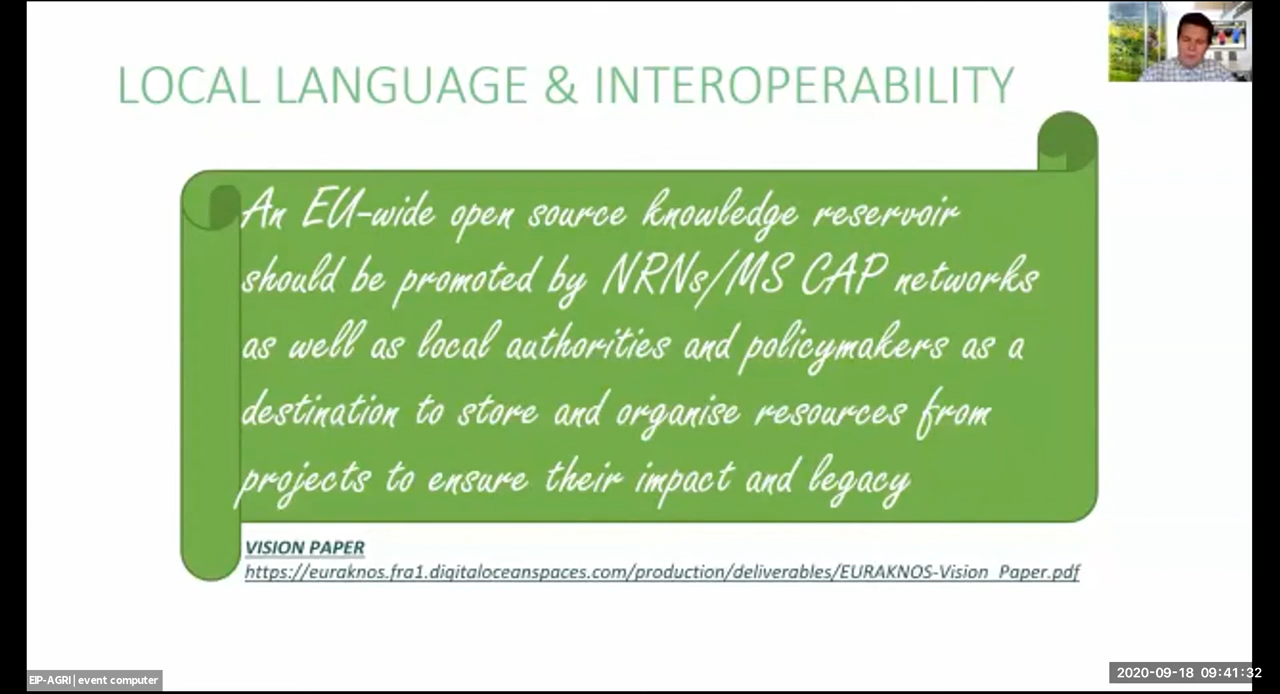 LOCAL LANGUAGE & INTEROPERABILITY
An EU-wide open source knowledge reservoir
should be promoted by NRNs/MS CAP networks
as well as local authorities and policymakers as a
destination to store and organise resources from
projects to ensure their impact and legacy
VISION PAPER
https://euraknos.fra1.digitaloceanspaces.com/production/deliverables/EURAKNOS-Vision_Paper.pdf
EIP-AGRI | event computer
2020-09-18 09:41:32